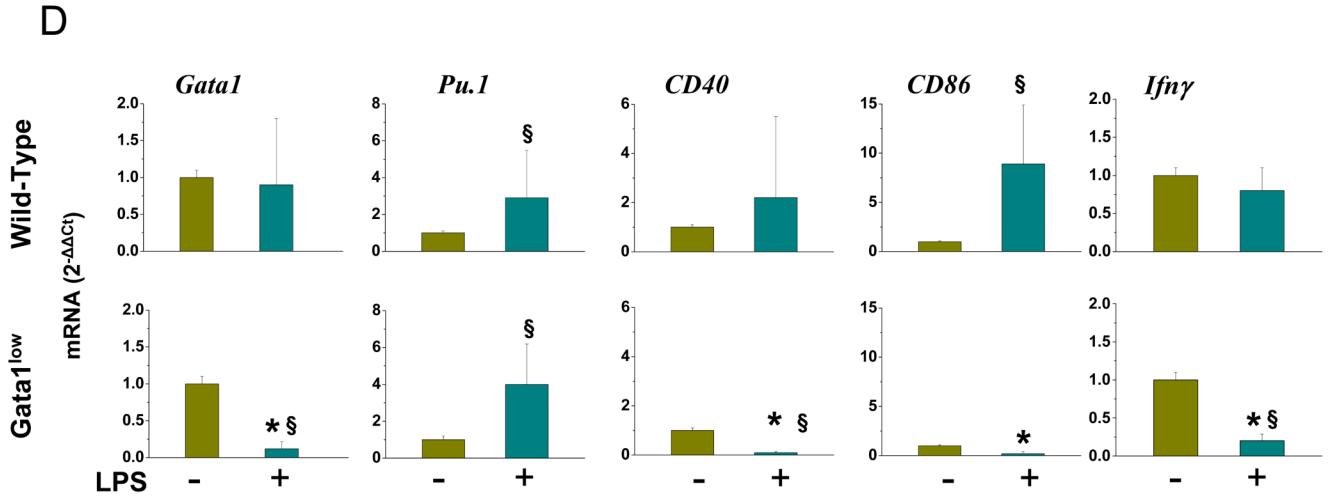 D
Gata1 Pu.1 CD40 CD86 § Ifnγ
2.0 8 6 15 2.0
§
1.5 6 1.5
4 10
1.0 4 1.0
2 5
0.5 2 0.5
0.0 0 0 0 0.0
Wild-Type
mRNA (2-ΔΔCt)
2.0 8 6 15 2.0
§
1.5 6 1.5
4 10
1.0 4 1.0
2 5
0.5 * § 2 * § * 0.5 * §
0.0 0 0 0 0.0
Gata1low
LPS - + - + - + - + - +